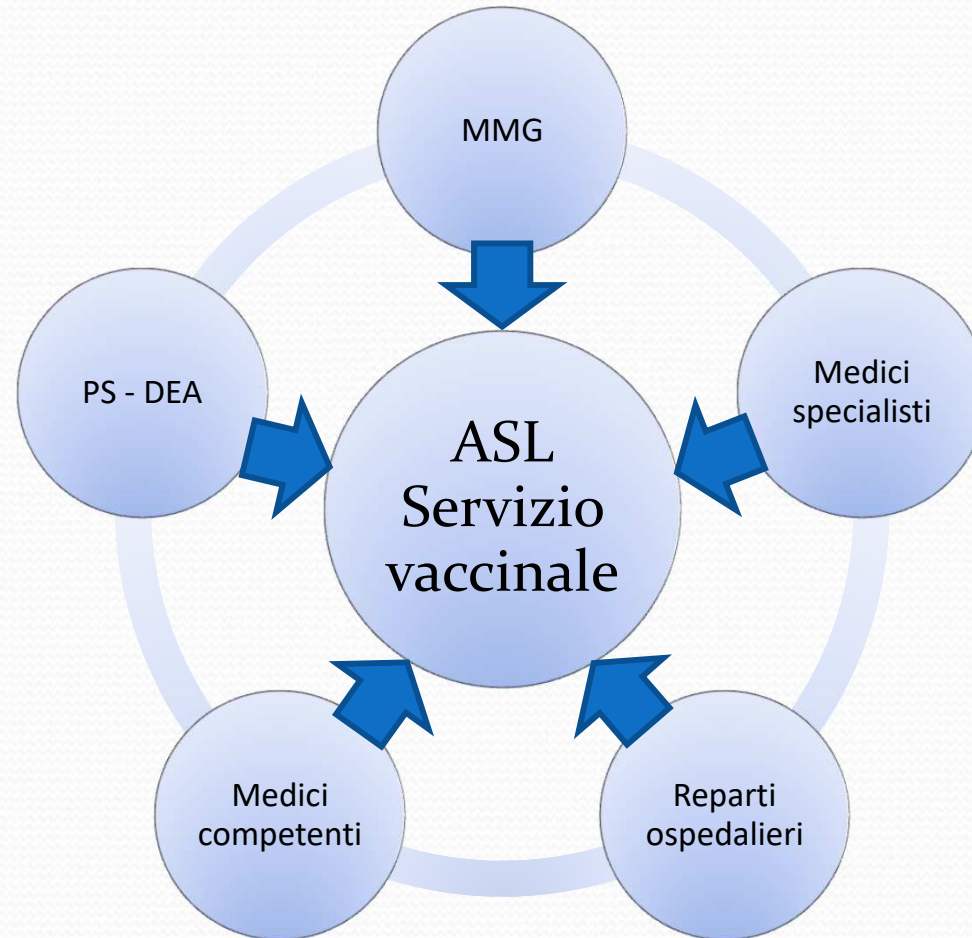 MMG
PS - DEA
Medici
specialisti
ASL
Servizio
vaccinale
Medici
competenti
Reparti
ospedalieri